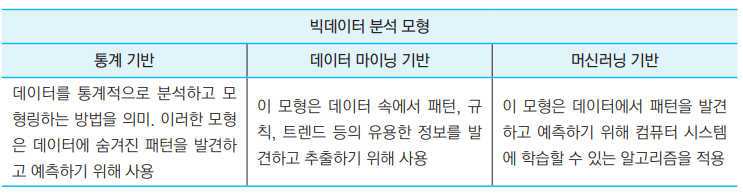 빅데이터 분석 모형
통계 기반
데이터 마이닝 기반
머신러닝 기반
데이터를 통계적으로 분석하고 모
형링하는 방법을 의미. 이러한 모형
은 데이터에 숨겨진 패턴을 발견하
고 예측하기 위해 사용
이 모형은 데이터 속에서 패턴, 규
칙, 트렌드 등의 유용한 정보를 발
견하고 추출하기 위해 사용
이 모형은 데이터에서 패턴을 발견
하고 예측하기 위해 컴퓨터 시스템
에 학습할 수 있는 알고리즘을 적용